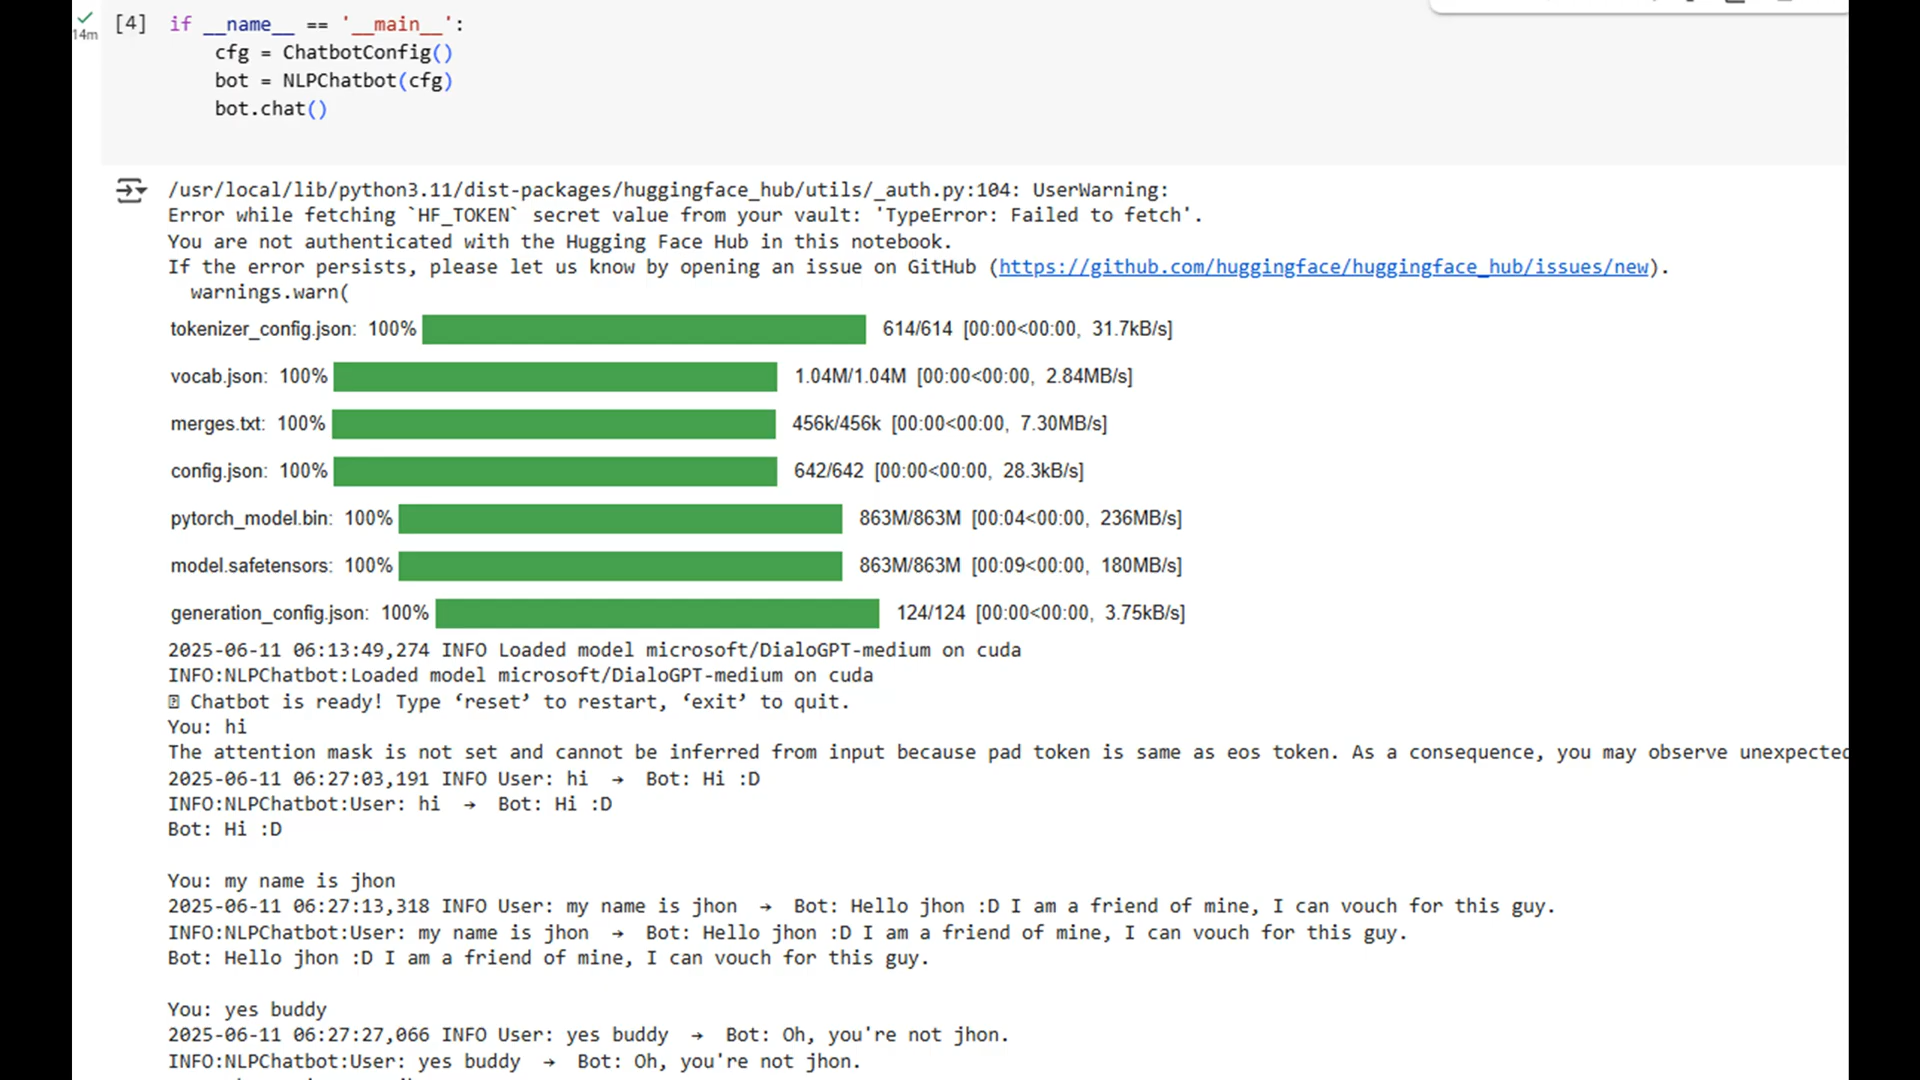 [4] if __name__ == '__main__':
14m
cfg = ChatbotConfig()
bot = NLPChatbot(cfg)
bot.chat()
/usr/local/lib/python3.11/dist-packages/huggingface_hub/utils/_auth.py:104: UserWarning:
Error while fetching `HF_TOKEN` secret value from your vault: 'TypeError: Failed to fetch'.
You are not authenticated with the Hugging Face Hub in this notebook.
If the error persists, please let us know by opening an issue on GitHub (https://github.com/huggingface/huggingface_hub/issues/new).
warnings.warn(
tokenizer_config.json: 100% 614/614 [00:00<00:00, 31.7kB/s]
vocab.json: 100% 1.04M/1.04M [00:00<00:00, 2.84MB/s]
merges.txt: 100% 456k/456k [00:00<00:00, 7.30MB/s]
config.json: 100% 642/642 [00:00<00:00, 28.3kB/s]
pytorch_model.bin: 100% 863M/863M [00:04<00:00, 236MB/s]
model.safetensors: 100% 863M/863M [00:09<00:00, 180MB/s]
generation_config.json: 100% 124/124 [00:00<00:00, 3.75kB/s]
2025-06-11 06:13:49,274 INFO Loaded model microsoft/DialoGPT-medium on cuda
INFO:NLPChatbot:Loaded model microsoft/DialoGPT-medium on cuda
Chatbot is ready! Type ‘reset’ to restart, ‘exit’ to quit.
You: hi
The attention mask is not set and cannot be inferred from input because pad token is same as eos token. As a consequence, you may observe unexpected
2025-06-11 06:27:03,191 INFO User: hi → Bot: Hi :D
INFO:NLPChatbot:User: hi → Bot: Hi :D
Bot: Hi :D
You: my name is jhon
2025-06-11 06:27:13,318 INFO User: my name is jhon → Bot: Hello jhon :D I am a friend of mine, I can vouch for this guy.
INFO:NLPChatbot:User: my name is jhon → Bot: Hello jhon :D I am a friend of mine, I can vouch for this guy.
Bot: Hello jhon :D I am a friend of mine, I can vouch for this guy.
You: yes buddy
2025-06-11 06:27:27,066 INFO User: yes buddy → Bot: Oh, you're not jhon.
INFO:NLPChatbot:User: yes buddy → Bot: Oh, you're not jhon.